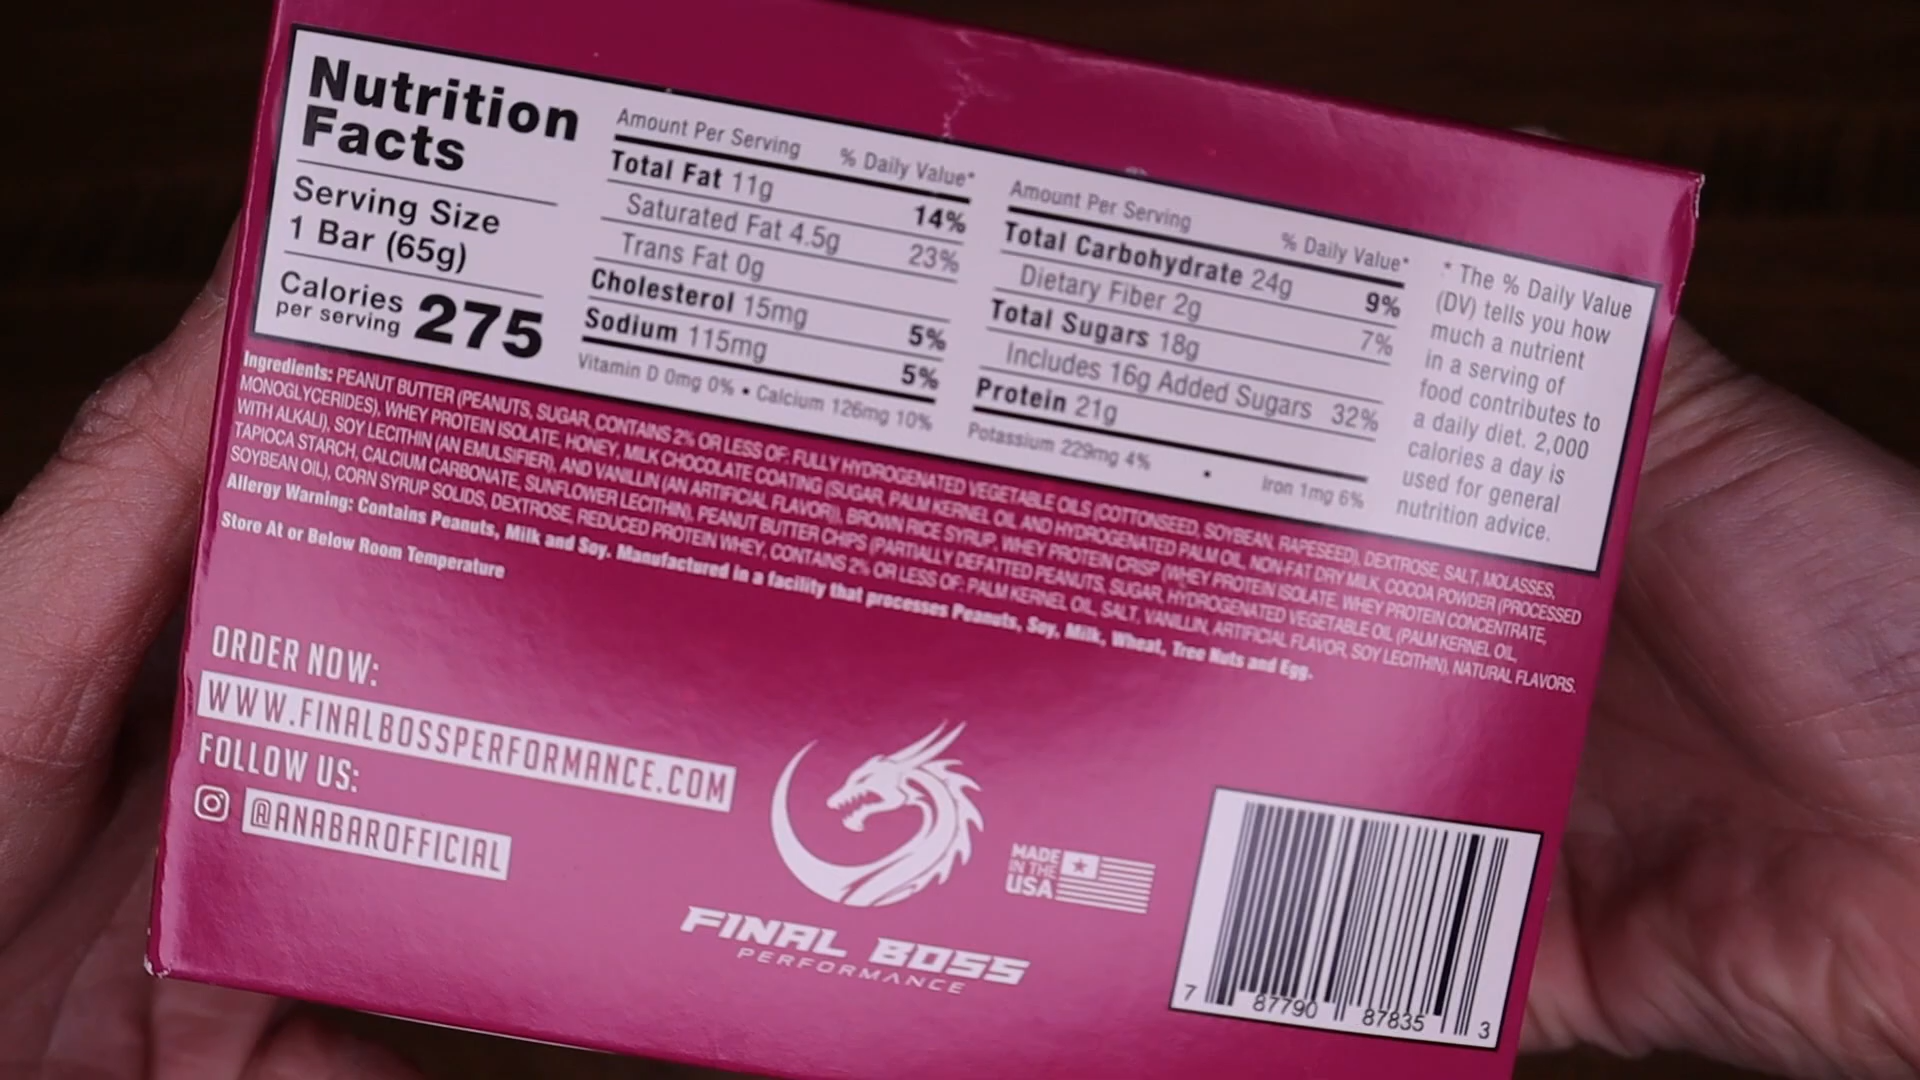 Nutrition
Facts
Serving Size
1 Bar (65g)
Calories
per serving 275
Amount Per Serving % Daily Value*
Total Fat 11g 14%
Saturated Fat 4.5g 23%
Trans Fat 0g
Cholesterol 15mg 5%
Sodium 115mg 5%
Vitamin D 0mg 0% • Calcium 126mg 10%
Amount Per Serving % Daily Value*
Total Carbohydrate 24g 9%
Dietary Fiber 2g 7%
Total Sugars 18g
Includes 16g Added Sugars 32%
Protein 21g
Potassium 229mg 4% • Iron 1mg 6%
* The % Daily Value
(DV) tells you how
much a nutrient
in a serving of
food contributes to
a daily diet. 2,000
calories a day is
used for general
nutrition advice.
Ingredients: PEANUT BUTTER (PEANUTS, SUGAR, CONTAINS 2% OR LESS OF: FULLY HYDROGENATED VEGETABLE OILS (COTTONSEED, SOYBEAN, RAPESEED), DEXTROSE, SALT, MOLASSES,
MONOGLYCERIDES), WHEY PROTEIN ISOLATE, HONEY, MILK CHOCOLATE COATING (SUGAR, PALM KERNEL OIL AND HYDROGENATED PALM OIL, NON-FAT DRY MILK, COCOA POWDER (PROCESSED
WITH ALKALI), SOY LECITHIN (AN EMULSIFIER), AND VANILLIN (AN ARTIFICIAL FLAVOR)), BROWN RICE SYRUP, WHEY PROTEIN CRISP (WHEY PROTEIN ISOLATE, WHEY PROTEIN CONCENTRATE,
TAPIOCA STARCH, CALCIUM CARBONATE, SUNFLOWER LECITHIN), PEANUT BUTTER CHIPS (PARTIALLY DEFATTED PEANUTS, SUGAR, HYDROGENATED VEGETABLE OIL (PALM KERNEL OIL,
SOYBEAN OIL), CORN SYRUP SOLIDS, DEXTROSE, REDUCED PROTEIN WHEY, CONTAINS 2% OR LESS OF: PALM KERNEL OIL, SALT, VANILLIN, ARTIFICIAL FLAVOR, SOY LECITHIN), NATURAL FLAVORS.
Allergy Warning: Contains Peanuts, Milk and Soy. Manufactured in a facility that processes Peanuts, Soy, Milk, Wheat, Tree Nuts and Egg.
Store At or Below Room Temperature
ORDER NOW:
WWW.FINALBOSSPERFORMANCE.COM
FOLLOW US:
@ANABAROFFICIAL
FINAL BOSS
PERFORMANCE
MADE
IN THE
USA
7 87790 87835 3